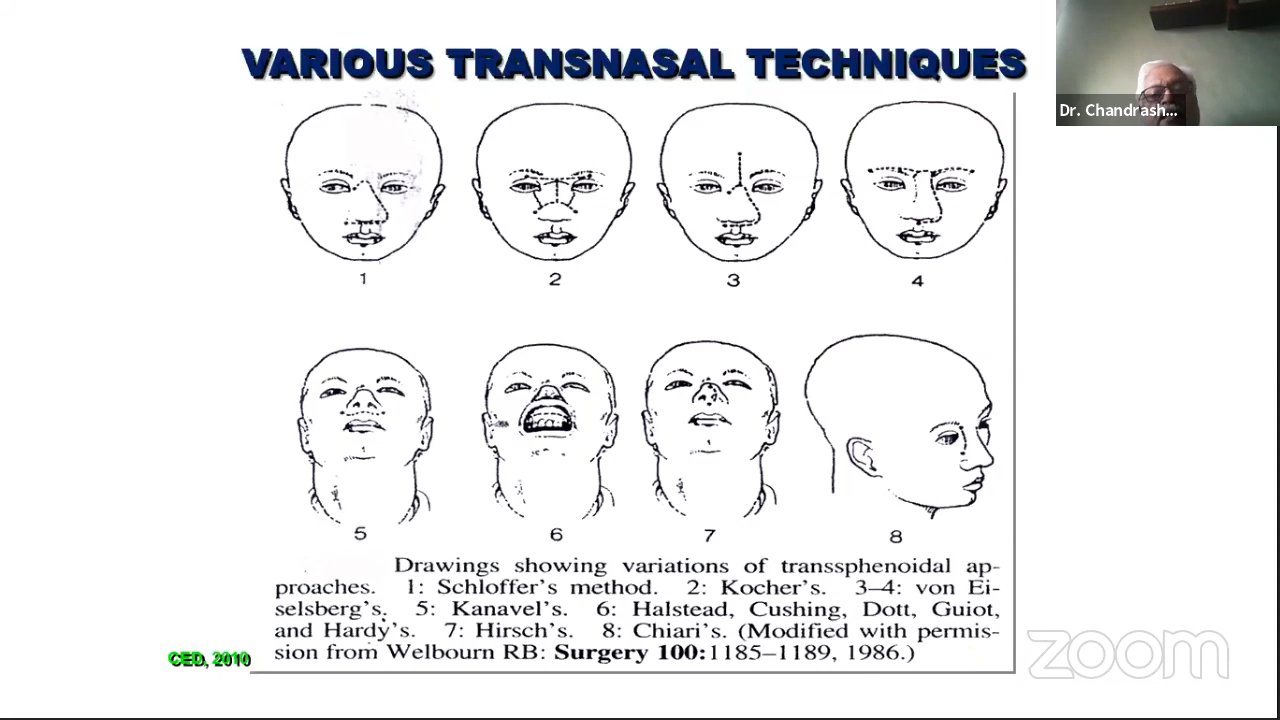 VARIOUS TRANSNASAL TECHNIQUES
Dr. Chandrash...
1 2 3 4
5 6 7 8
Drawings showing variations of transsphenoidal ap-
proaches. 1: Schloffer's method. 2: Kocher's. 3–4: von Ei-
selsberg's. 5: Kanavel's. 6: Halstead, Cushing, Dott, Guiot,
and Hardy's. 7: Hirsch's. 8: Chiari's. (Modified with permis-
sion from Welbourn RB: Surgery 100:1185–1189, 1986.)
CED, 2010
zoom